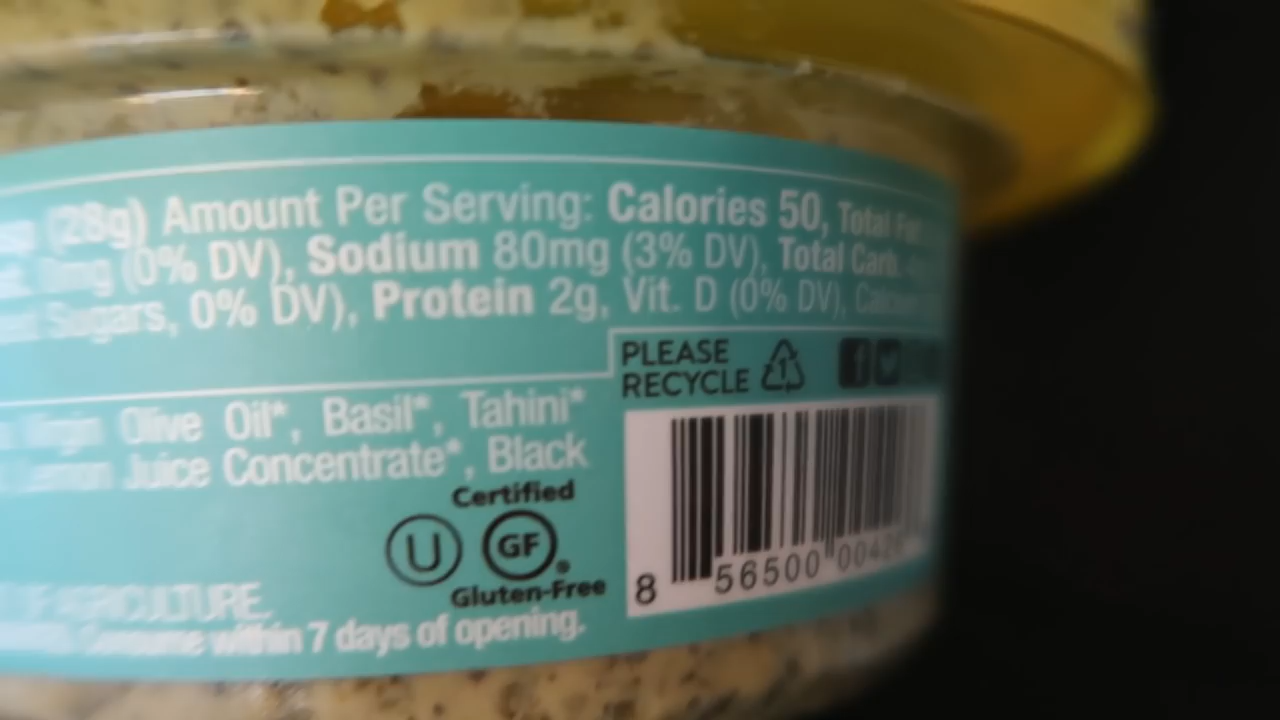 (28g) Amount Per Serving: Calories 50, Total Fat
(0% DV), Sodium 80mg (3% DV), Total Carb.
Sugars, 0% DV), Protein 2g, Vit. D (0% DV),
PLEASE
RECYCLE
1
f
Virgin Olive Oil*, Basil*, Tahini*
Lemon Juice Concentrate*, Black
Certified
U
GF
Gluten-Free
8 56500 0042
AGRICULTURE.
Consume within 7 days of opening.